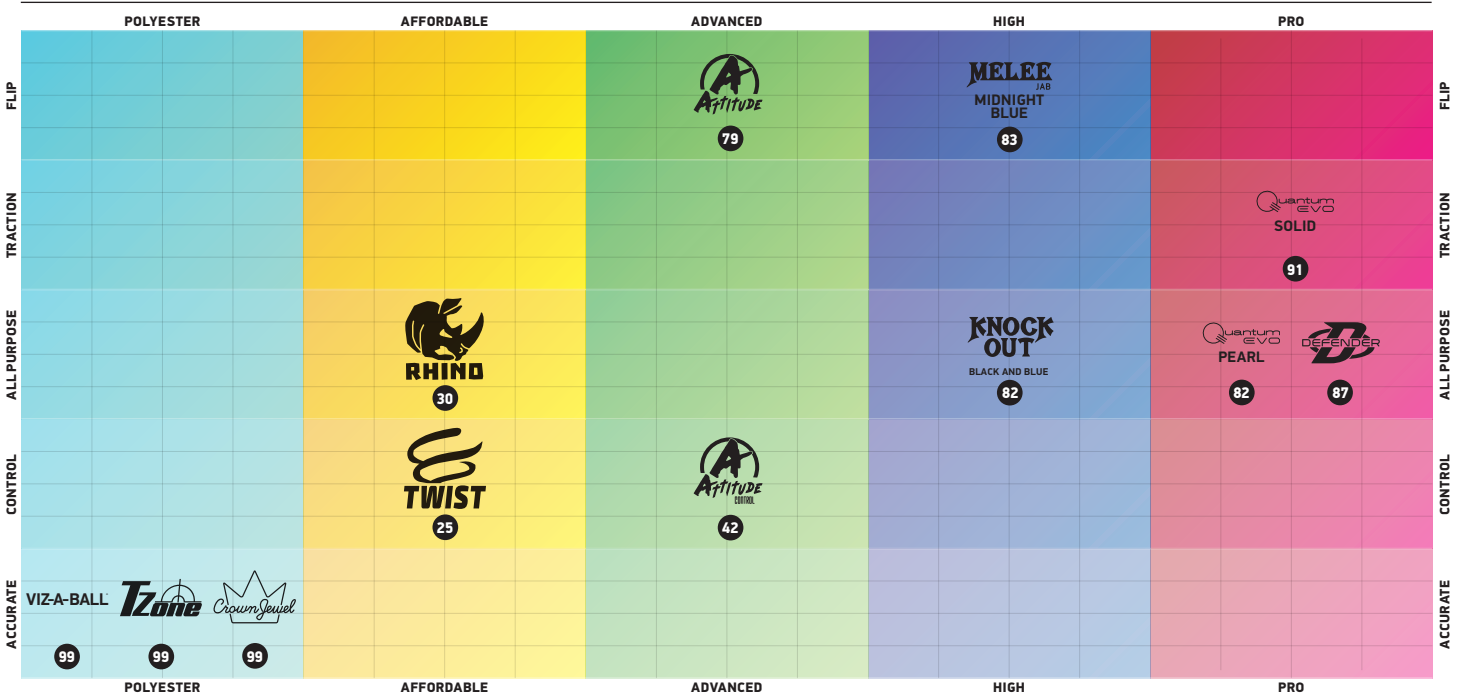 POLYESTER AFFORDABLE ADVANCED HIGH PRO
FLIP FLIP
ATTITUDE
79
MELEE
JAB
MIDNIGHT
BLUE
83
TRACTION TRACTION
Quantum
EVO
SOLID
91
ALL PURPOSE ALL PURPOSE
RHINO
30
KNOCK
OUT
BLACK AND BLUE
82
Quantum
EVO
PEARL
82
DEFENDER
87
CONTROL CONTROL
TWIST
25
ATTITUDE
CONTROL
42
ACCURATE ACCURATE
VIZ-A-BALL TZone Crown Jewel
99 99 99
POLYESTER AFFORDABLE ADVANCED HIGH PRO